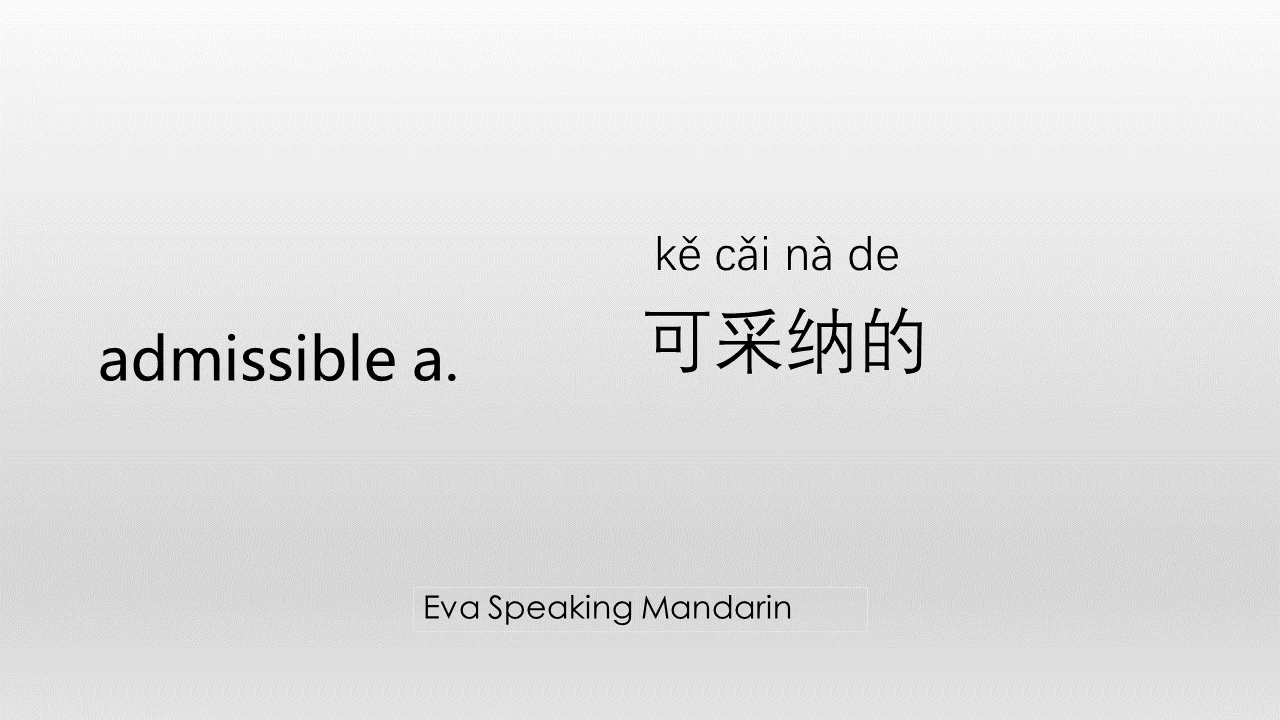 admissible a.
kě cǎi nà de
可采纳的
Eva Speaking Mandarin